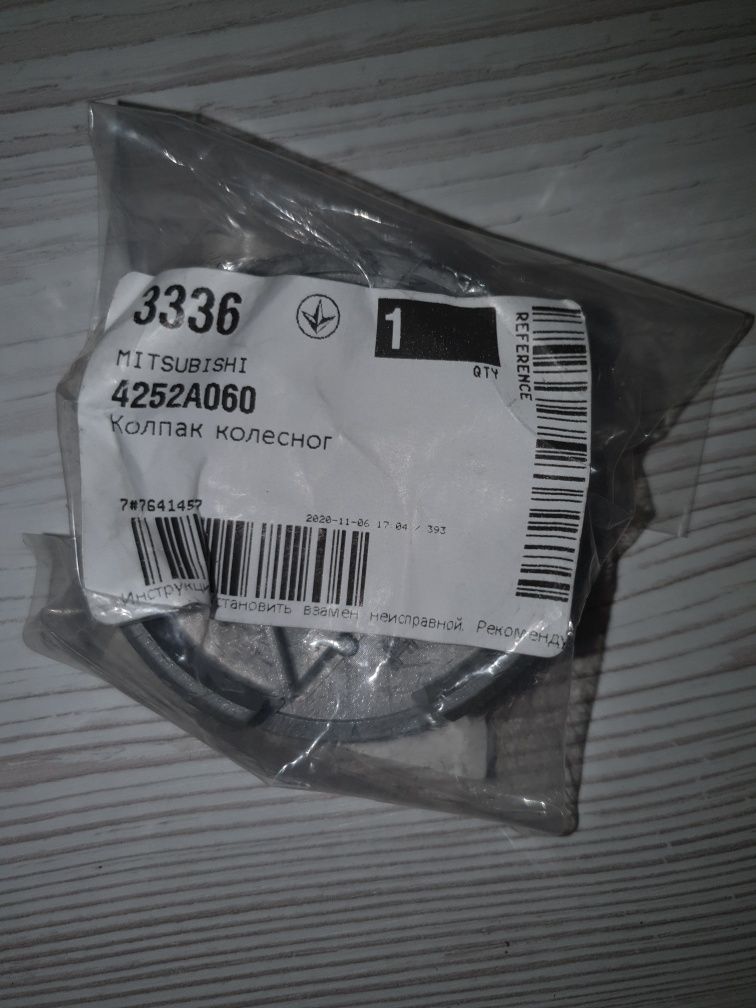 3336
1
QTY
REFERENCE
MITSUBISHI
4252A060
Колпак колесног
7#7641457
2020-11-06 17:04 / 393
Инструкци становить взамен неисправной. Рекоменду